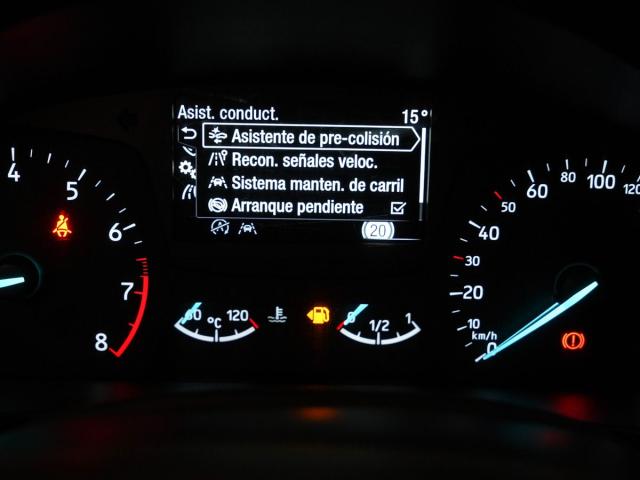 Asist. conduct. 15°
Asistente de pre-colisión
Recon. señales veloc.
Sistema manten. de carril
Arranque pendiente
20
4
5
6
7
8
120
°C
0
1/2
1
0
10
20
30
40
50
60
80
100
120
km/h